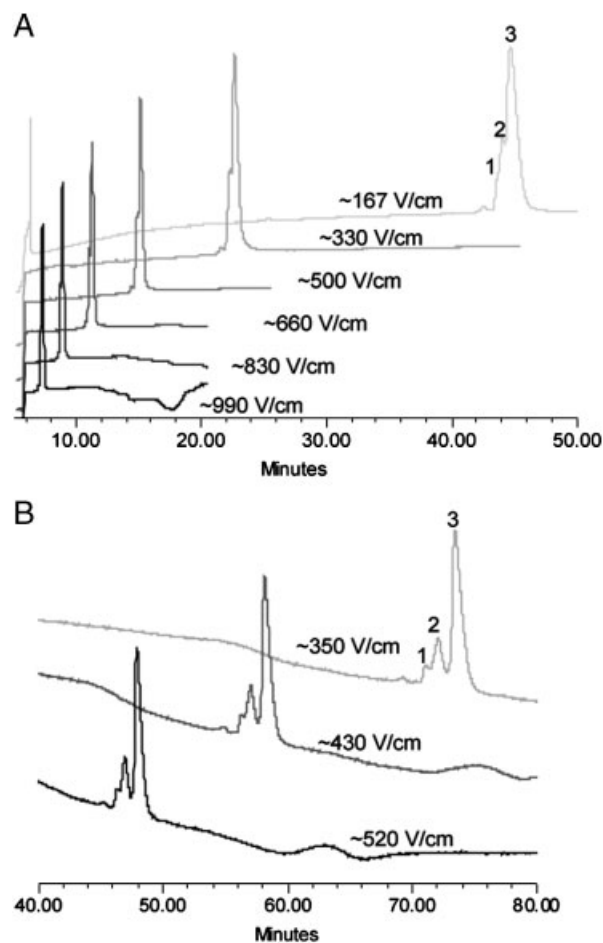 A
3
2
1
~167 V/cm
~330 V/cm
~500 V/cm
~660 V/cm
~830 V/cm
~990 V/cm
10.00 20.00 30.00 40.00 50.00
Minutes
B
3
2
1
~350 V/cm
~430 V/cm
~520 V/cm
40.00 50.00 60.00 70.00 80.00
Minutes